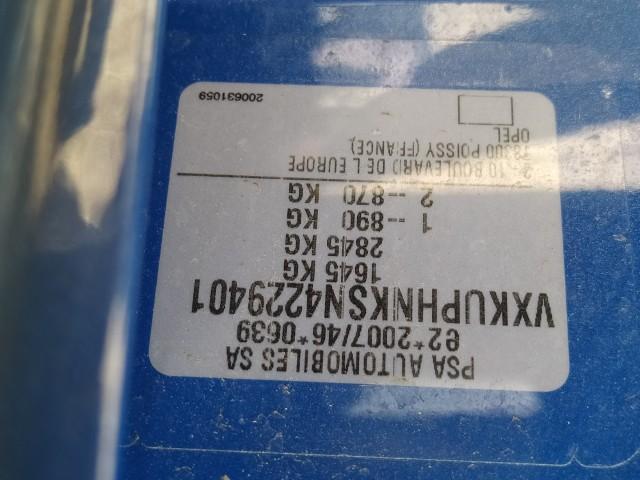 PSA AUTOMOBILES SA
e2*2007/46*0639
VXKUPHNKSN4229401
1645 KG
2845 KG
1 -- 890 KG
2 -- 870 KG
2 - 10 BOULEVARD DE L EUROPE
78300 POISSY (FRANCE)
OPEL
200631059